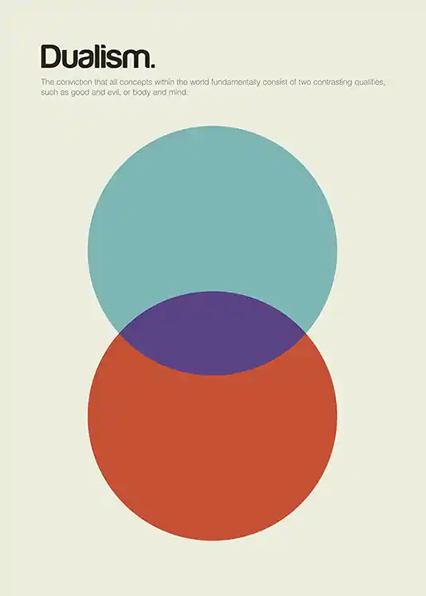 Dualism.
The conviction that all concepts within the world fundamentally consist of two contrasting qualities,
such as good and evil, or body and mind.